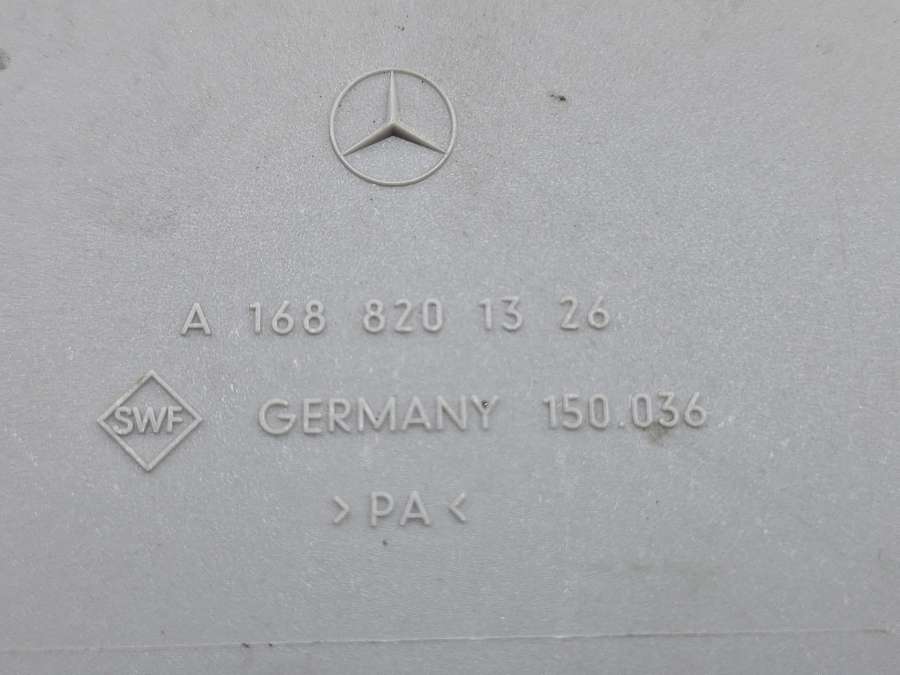 A 168 820 13 26
SWF GERMANY 150.036
>PA<